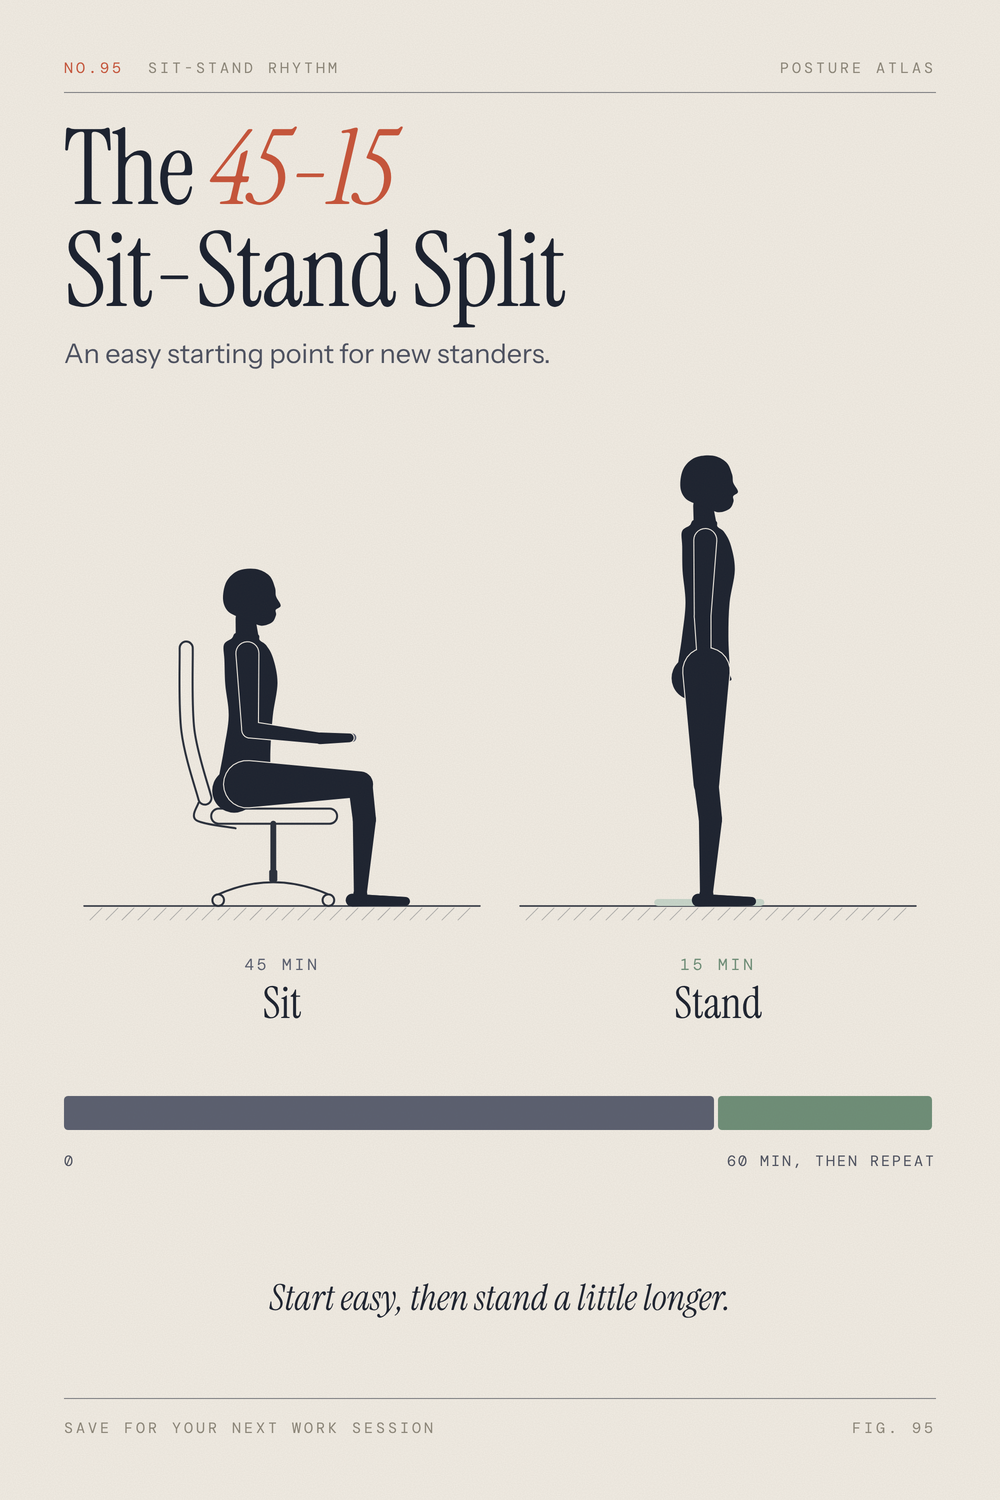 NO.95 SIT-STAND RHYTHM POSTURE ATLAS
The 45-15
Sit-Stand Split
An easy starting point for new standers.
45 MIN 15 MIN
Sit Stand
0 60 MIN, THEN REPEAT
Start easy, then stand a little longer.
SAVE FOR YOUR NEXT WORK SESSION FIG. 95